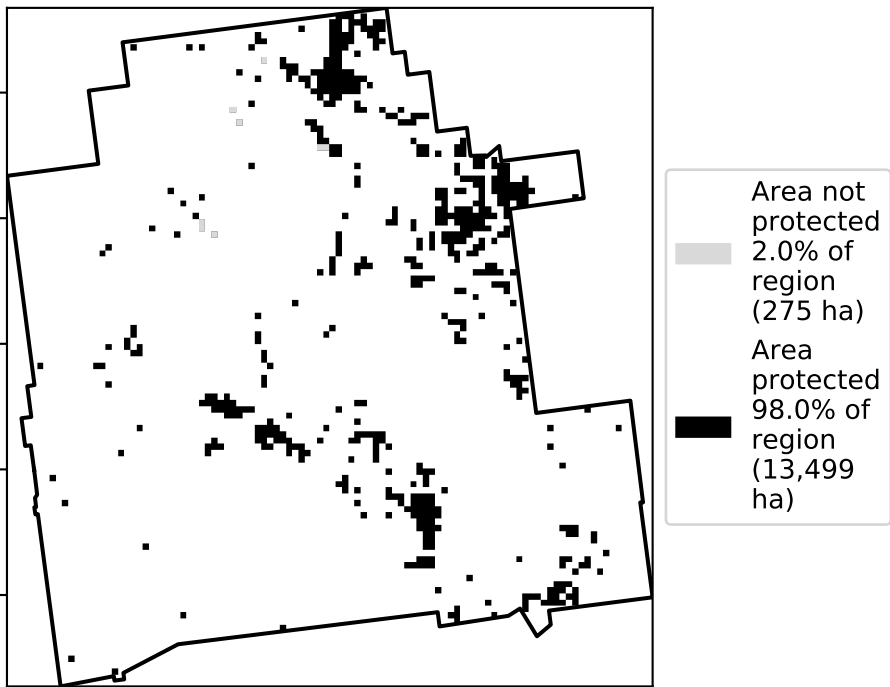 Area not
protected
2.0% of
region
(275 ha)
Area
protected
98.0% of
region
(13,499
ha)